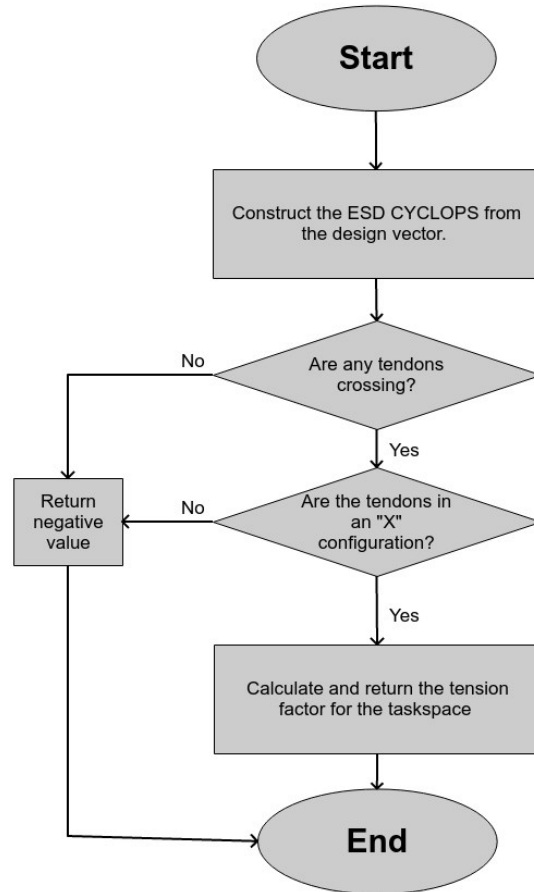 Start
Construct the ESD CYCLOPS from
the design vector.
No
Are any tendons
crossing?
Yes
Return
negative
value
No
Are the tendons in
an "X"
configuration?
Yes
Calculate and return the tension
factor for the taskspace
End